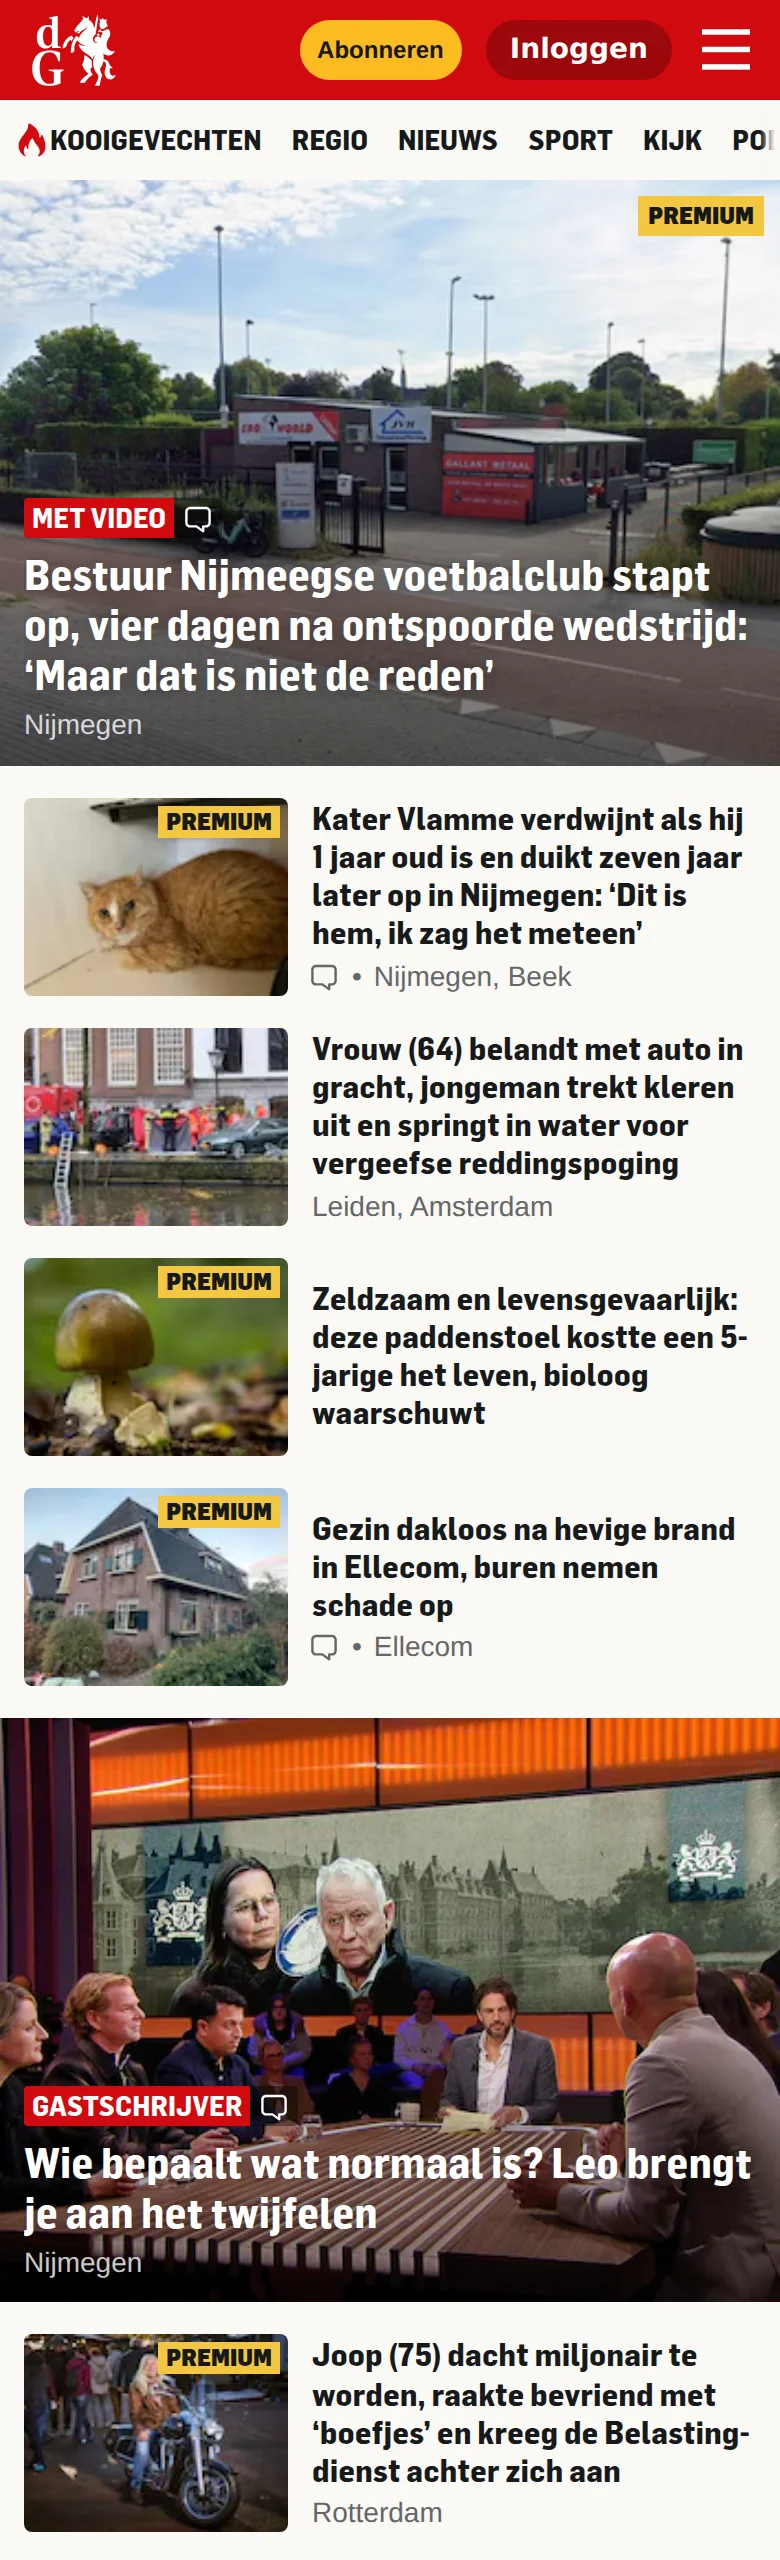 dG
Abonneren
Inloggen
KOOIGEVECHTEN REGIO NIEUWS SPORT KIJK
PREMIUM
JVH
GALLANT METAAL
MET VIDEO
Bestuur Nijmeegse voetbalclub stapt
op, vier dagen na ontspoorde wedstrijd:
‘Maar dat is niet de reden’
Nijmegen
PREMIUM
Kater Vlamme verdwijnt als hij
1 jaar oud is en duikt zeven jaar
later op in Nijmegen: ‘Dit is
hem, ik zag het meteen’
• Nijmegen, Beek
Vrouw (64) belandt met auto in
gracht, jongeman trekt kleren
uit en springt in water voor
vergeefse reddingspoging
Leiden, Amsterdam
PREMIUM
Zeldzaam en levensgevaarlijk:
deze paddenstoel kostte een 5-
jarige het leven, bioloog
waarschuwt
PREMIUM
Gezin dakloos na hevige brand
in Ellecom, buren nemen
schade op
• Ellecom
GASTSCHRIJVER
Wie bepaalt wat normaal is? Leo brengt
je aan het twijfelen
Nijmegen
PREMIUM
Joop (75) dacht miljonair te
worden, raakte bevriend met
‘boefjes’ en kreeg de Belasting-
dienst achter zich aan
Rotterdam